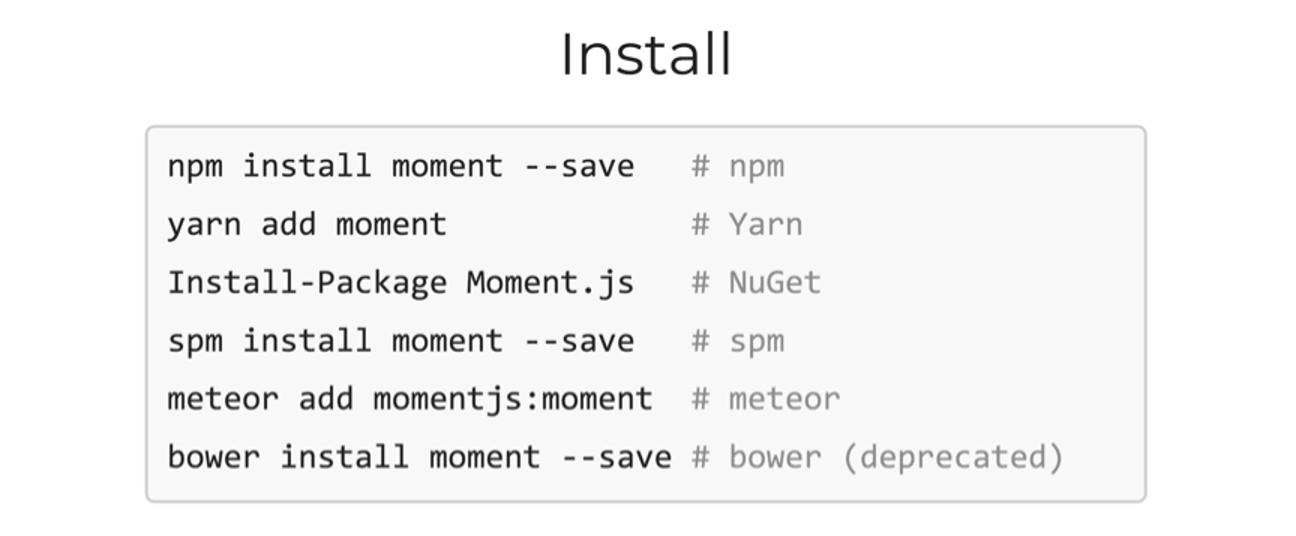 Install
npm install moment --save   # npm
yarn add moment             # Yarn
Install-Package Moment.js   # NuGet
spm install moment --save   # spm
meteor add momentjs:moment  # meteor
bower install moment --save # bower (deprecated)